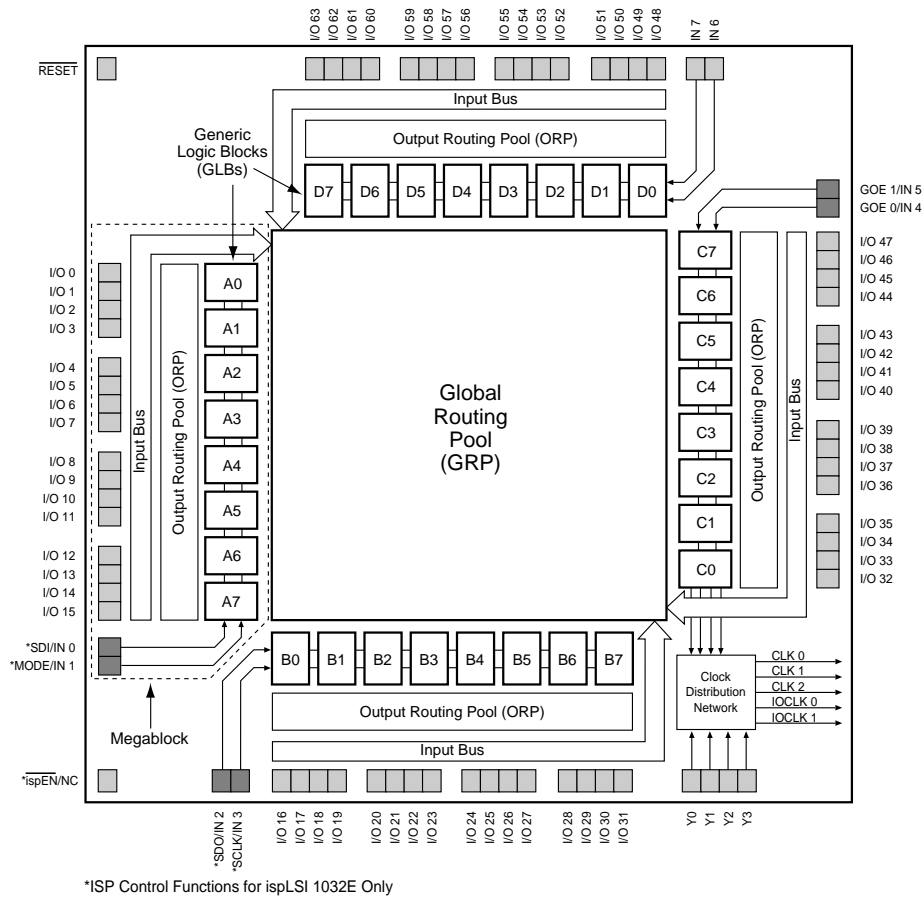 I/O 63
I/O 62
I/O 61
I/O 60
I/O 59
I/O 58
I/O 57
I/O 56
I/O 55
I/O 54
I/O 53
I/O 52
I/O 51
I/O 50
I/O 49
I/O 48
IN 7
IN 6
RESET
Input Bus
Output Routing Pool (ORP)
Generic
Logic Blocks
(GLBs)
D7
D6
D5
D4
D3
D2
D1
D0
GOE 1/IN 5
GOE 0/IN 4
I/O 0
I/O 1
I/O 2
I/O 3
I/O 4
I/O 5
I/O 6
I/O 7
I/O 8
I/O 9
I/O 10
I/O 11
I/O 12
I/O 13
I/O 14
I/O 15
*SDI/IN 0
*MODE/IN 1
Input Bus
Output Routing Pool (ORP)
A0
A1
A2
A3
A4
A5
A6
A7
Global
Routing
Pool
(GRP)
C7
C6
C5
C4
C3
C2
C1
C0
Output Routing Pool (ORP)
Input Bus
I/O 47
I/O 46
I/O 45
I/O 44
I/O 43
I/O 42
I/O 41
I/O 40
I/O 39
I/O 38
I/O 37
I/O 36
I/O 35
I/O 34
I/O 33
I/O 32
B0
B1
B2
B3
B4
B5
B6
B7
Output Routing Pool (ORP)
Input Bus
Clock
Distribution
Network
CLK 0
CLK 1
CLK 2
IOCLK 0
IOCLK 1
Megablock
*ispEN/NC
*SDO/IN 2
*SCLK/IN 3
I/O 16
I/O 17
I/O 18
I/O 19
I/O 20
I/O 21
I/O 22
I/O 23
I/O 24
I/O 25
I/O 26
I/O 27
I/O 28
I/O 29
I/O 30
I/O 31
Y0
Y1
Y2
Y3
*ISP Control Functions for ispLSI 1032E Only